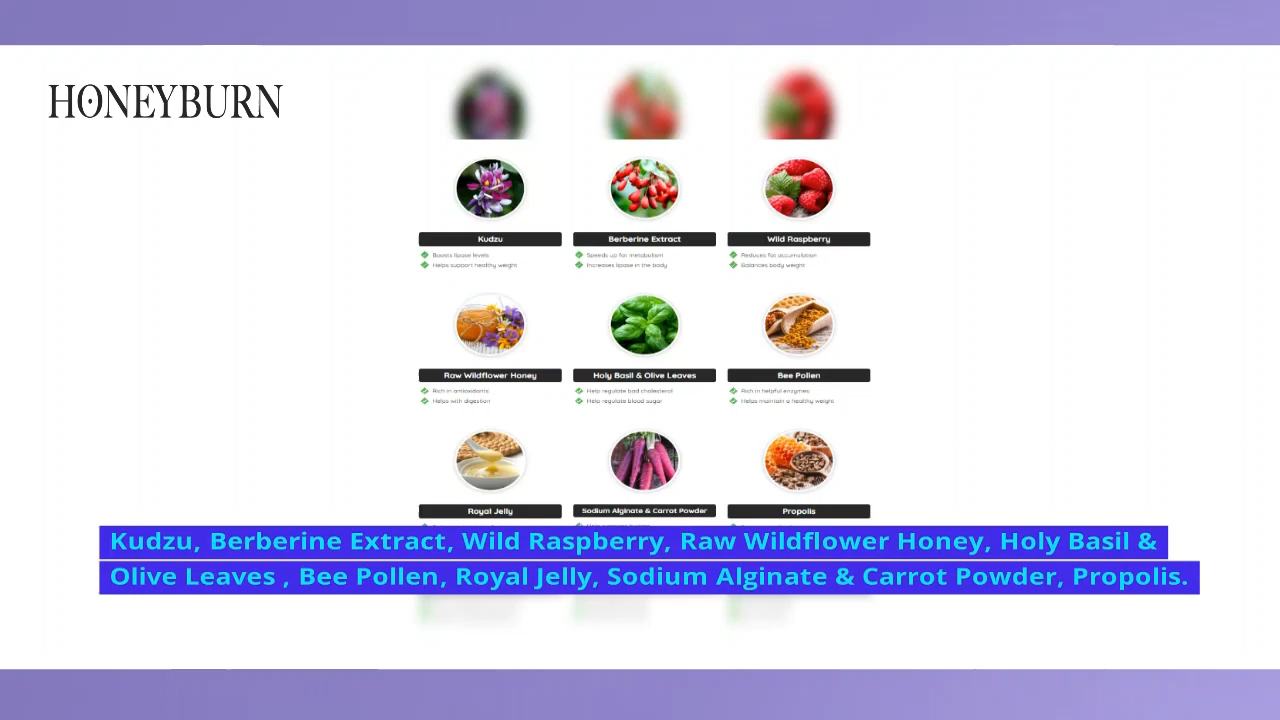 HONEYBURN
Kudzu
Berberine Extract
Wild Raspberry
Boosts lipase levels
Speeds up fat metabolism
Reduces fat accumulation
Helps support healthy weight
Increases lipase in the body
Balances body weight
Raw Wildflower Honey
Holy Basil & Olive Leaves
Bee Pollen
Rich in antioxidants
Help regulate bad cholesterol
Rich in helpful enzymes
Helps with digestion
Help regulate blood sugar
Helps maintain a healthy weight
Royal Jelly
Sodium Alginate & Carrot Powder
Propolis
Kudzu, Berberine Extract, Wild Raspberry, Raw Wildflower Honey, Holy Basil &
Olive Leaves , Bee Pollen, Royal Jelly, Sodium Alginate & Carrot Powder, Propolis.